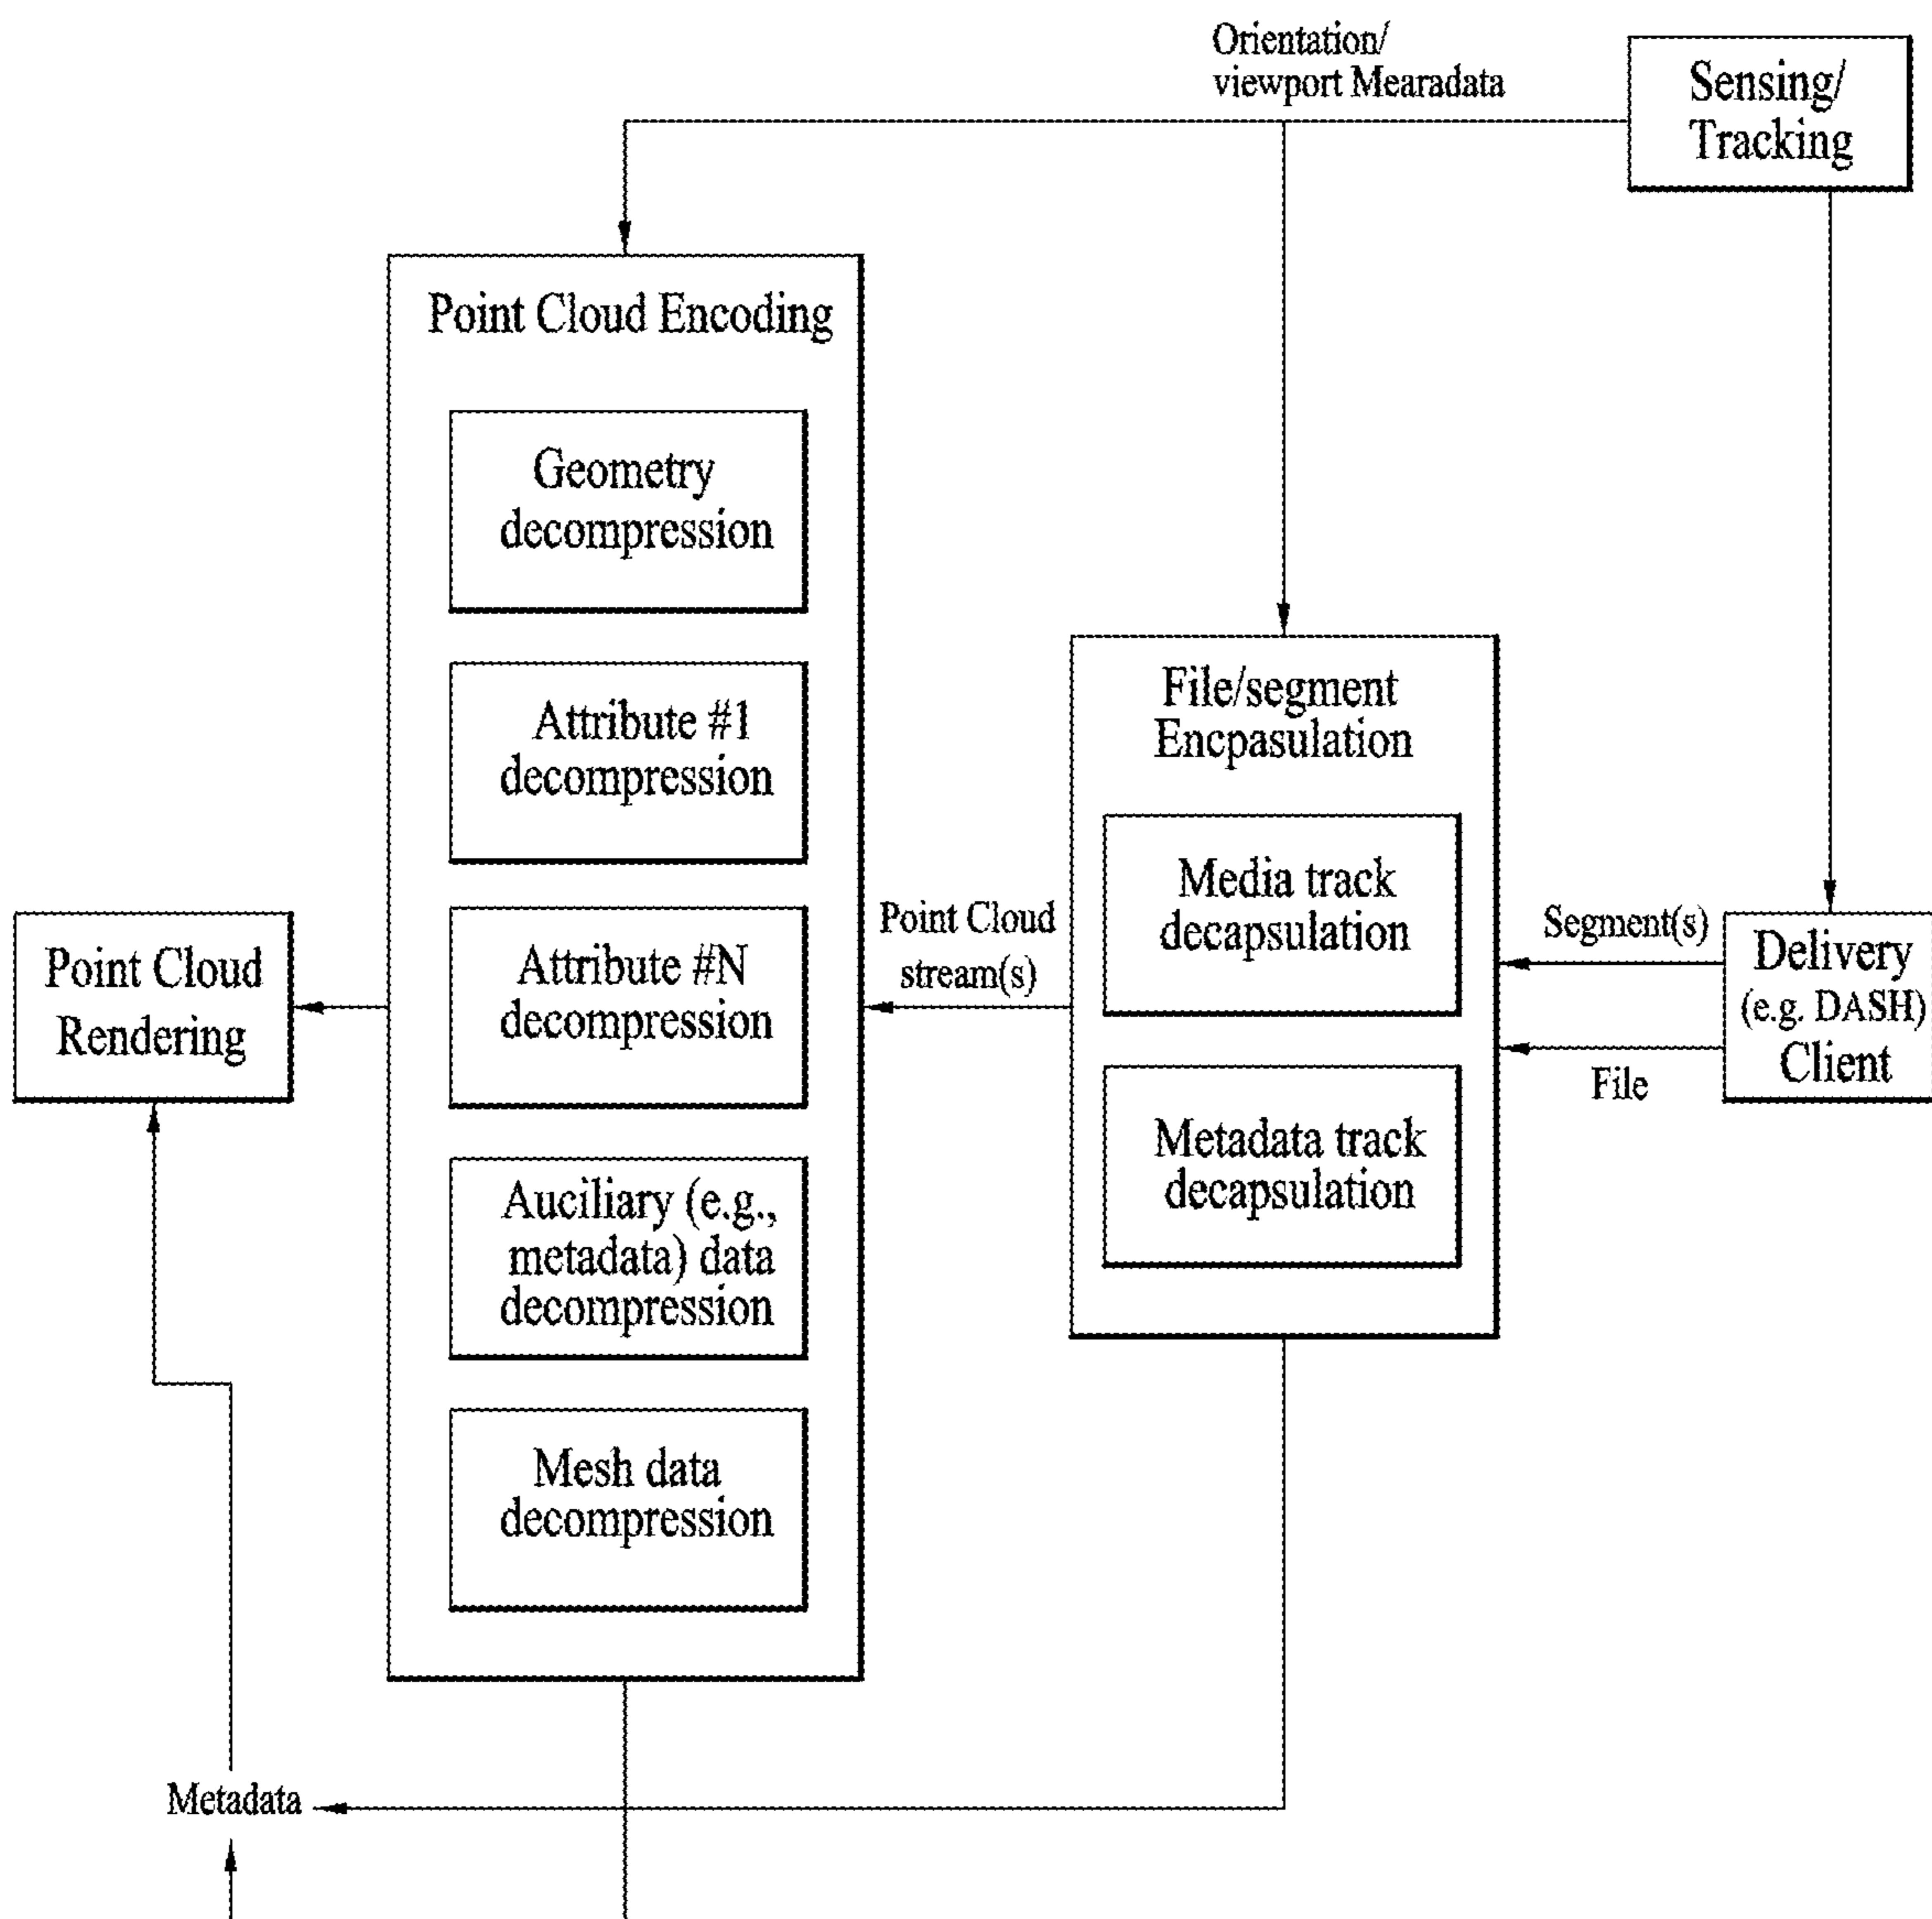 Orientation/
viewport Mearadata
Sensing/
Tracking
Point Cloud Encoding
Geometry
decompression
Attribute #1
decompression
Attribute #N
decompression
Auciliary (e.g.,
metadata) data
decompression
Mesh data
decompression
File/segment
Encpasulation
Media track
decapsulation
Metadata track
decapsulation
Point Cloud
stream(s)
Segment(s)
File
Delivery
(e.g. DASH)
Client
Point Cloud
Rendering
Metadata